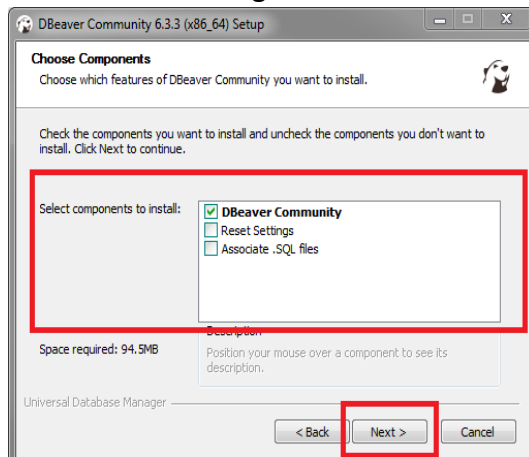 DBeaver Community 6.3.3 (x86_64) Setup
Choose Components
Choose which features of DBeaver Community you want to install.
Check the components you want to install and uncheck the components you don't want to
install. Click Next to continue.
Select components to install:
DBeaver Community
Reset Settings
Associate .SQL files
Description
Space required: 94.5MB
Position your mouse over a component to see its
description.
Universal Database Manager
< Back
Next >
Cancel